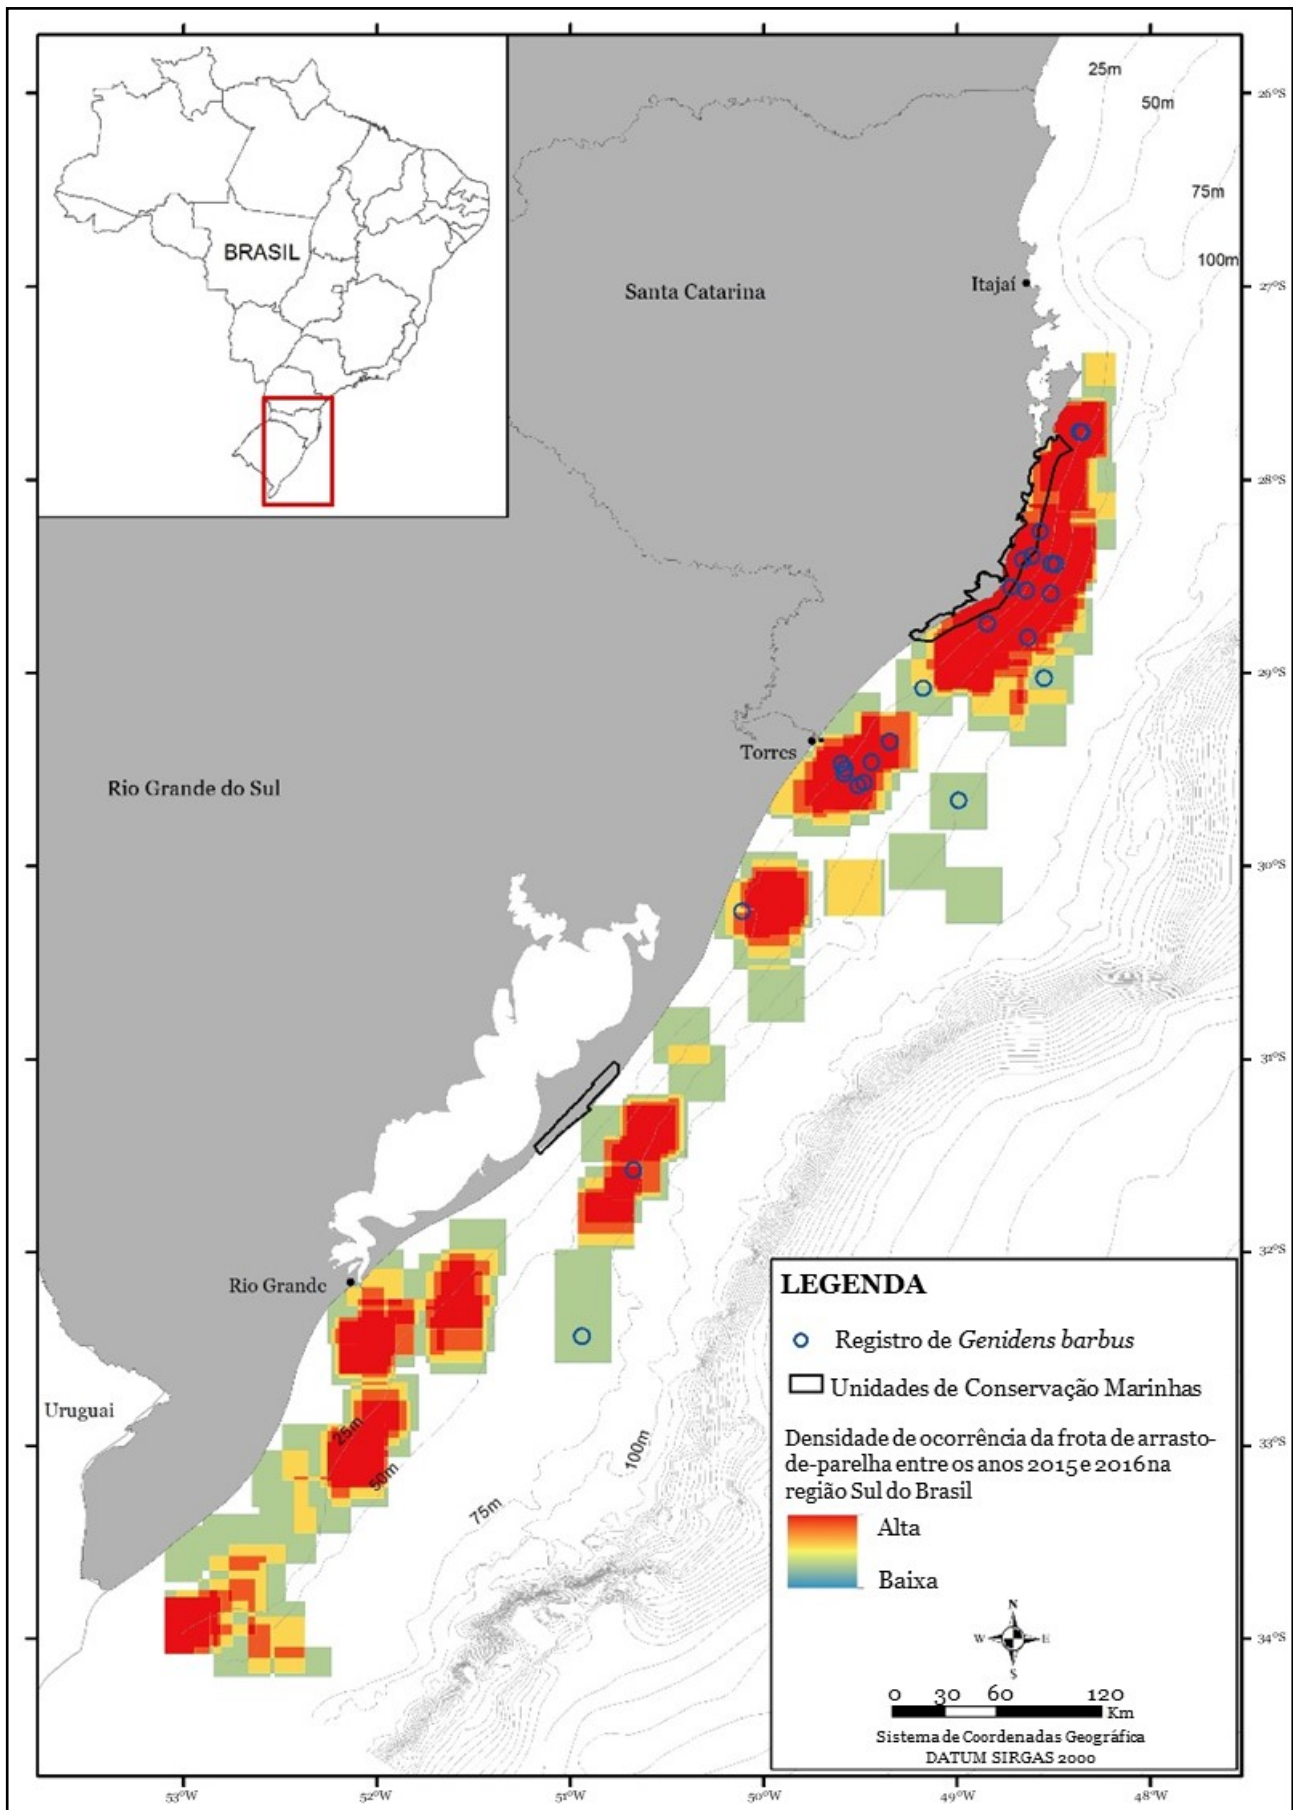 BRASIL
25m
50m
75m
100m
26°S
27°S
28°S
29°S
30°S
31°S
32°S
33°S
34°S
Itajaí
Santa Catarina
Torres
Rio Grande do Sul
Rio Grande
Uruguai
25m
50m
75m
100m
LEGENDA
Registro de Genidens barbus
Unidades de Conservação Marinhas
Densidade de ocorrência da frota de arrasto-
de-parelha entre os anos 2015 e 2016 na
região Sul do Brasil
Alta
Baixa
N
W E
S
0 30 60 120
Km
Sistema de Coordenadas Geográfica
DATUM SIRGAS 2000
53°W 52°W 51°W 50°W 49°W 48°W